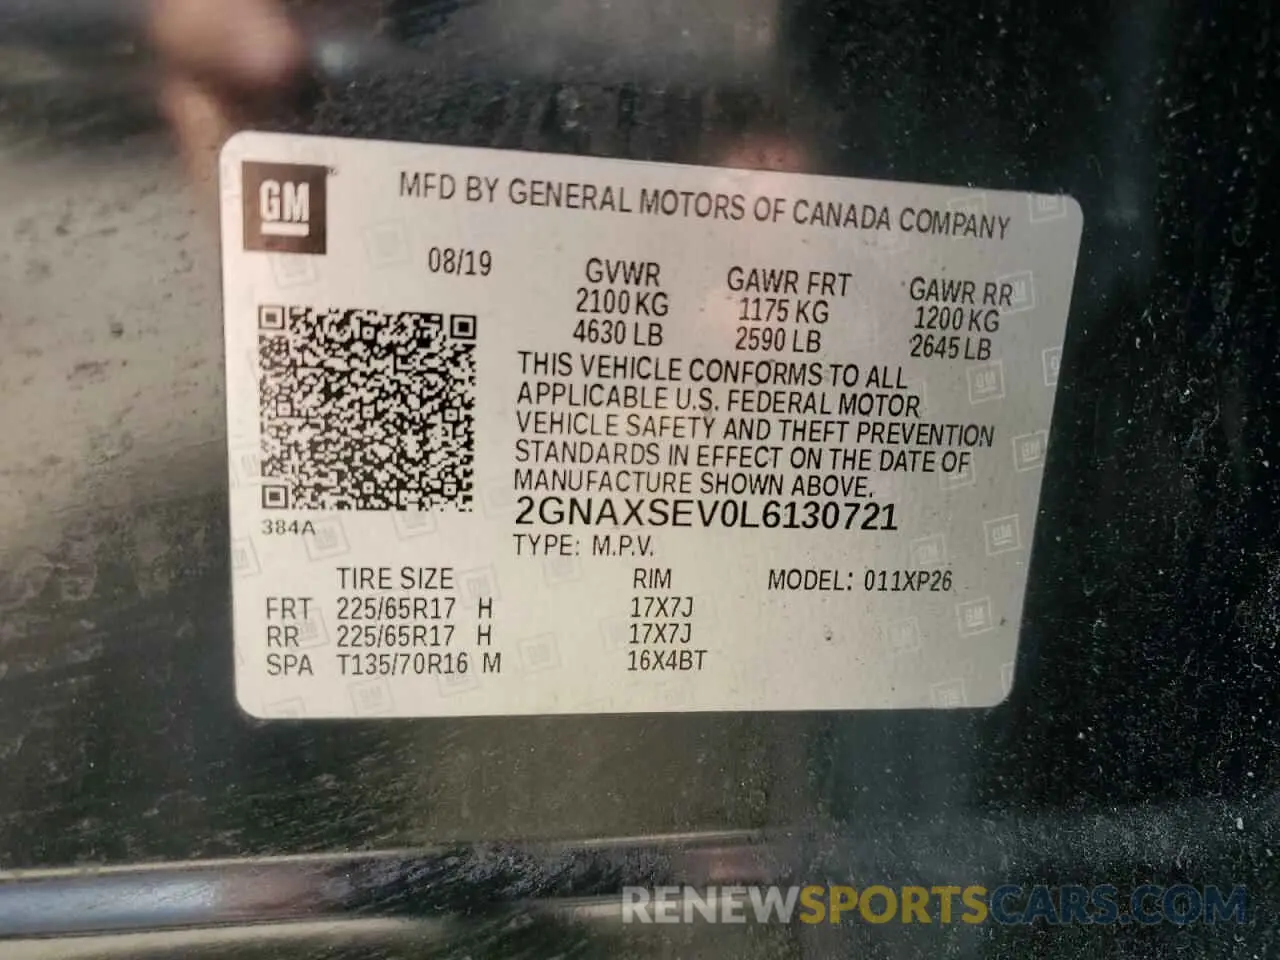 GM
MFD BY GENERAL MOTORS OF CANADA COMPANY
08/19
GVWR GAWR FRT GAWR RR
2100 KG 1175 KG 1200 KG
4630 LB 2590 LB 2645 LB
THIS VEHICLE CONFORMS TO ALL
APPLICABLE U.S. FEDERAL MOTOR
VEHICLE SAFETY AND THEFT PREVENTION
STANDARDS IN EFFECT ON THE DATE OF
MANUFACTURE SHOWN ABOVE.
384A
2GNAXSEV0L6130721
TYPE: M.P.V.
TIRE SIZE RIM MODEL: 011XP26
FRT 225/65R17 H 17X7J
RR 225/65R17 H 17X7J
SPA T135/70R16 M 16X4BT
RENEWSPORTSCARS.COM